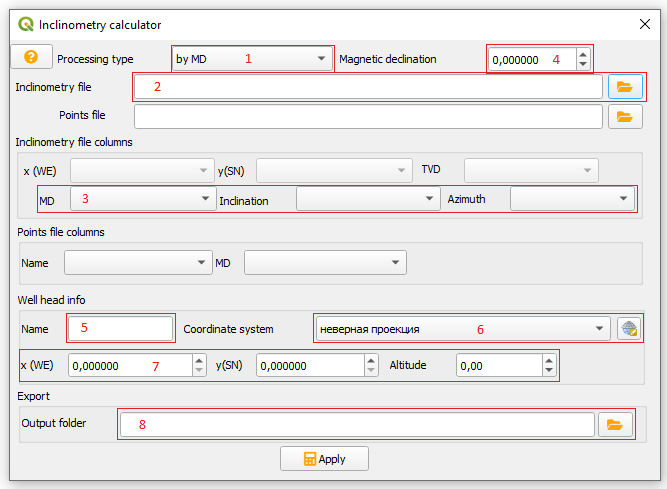 Inclinometry calculator
Processing type by MD 1 Magnetic declination 0,000000 4
Inclinometry file 2
Points file
Inclinometry file columns
x (WE) y(SN) TVD
MD 3 Inclination Azimuth
Points file columns
Name MD
Well head info
Name 5 Coordinate system неверная проекция 6
x (WE) 0,000000 7 y(SN) 0,000000 Altitude 0,00
Export
Output folder 8
Apply